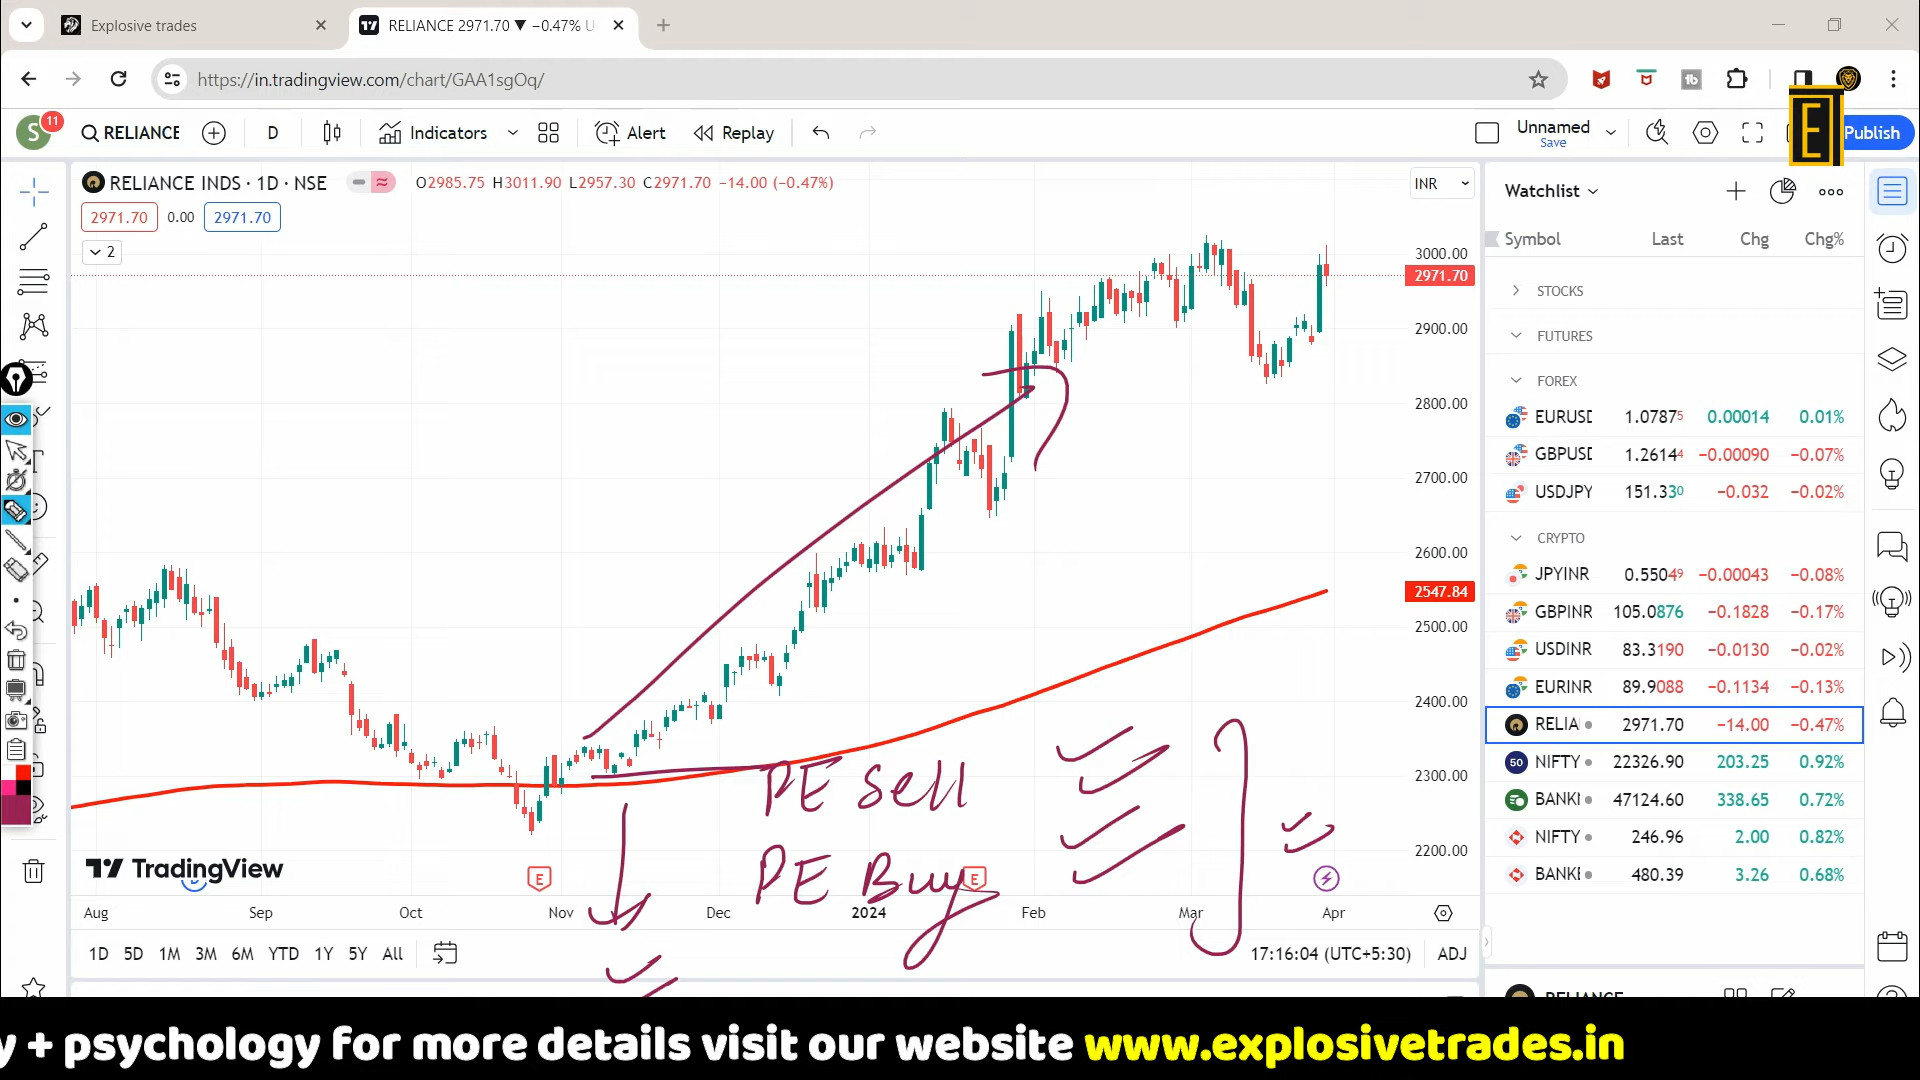 Explosive trades
RELIANCE 2971.70 ▼ −0.47% U
https://in.tradingview.com/chart/GAA1sgOq/
S 11
RELIANCE
D
Indicators
Alert
Replay
Unnamed
Save
E
Publish
RELIANCE INDS · 1D · NSE
O2985.75 H3011.90 L2957.30 C2971.70 −14.00 (−0.47%)
INR
2971.70 0.00 2971.70
2
3000.00
2971.70
2900.00
2800.00
2700.00
2600.00
2547.84
2500.00
2400.00
2300.00
2200.00
PE Sell
PE Buy
TradingView
E
E
Aug Sep Oct Nov Dec 2024 Feb Mar Apr
1D 5D 1M 3M 6M YTD 1Y 5Y All
17:16:04 (UTC+5:30) ADJ
Watchlist
Symbol Last Chg Chg%
STOCKS
FUTURES
FOREX
EURUSD 1.07875 0.00014 0.01%
GBPUSD 1.26144 −0.00090 −0.07%
USDJPY 151.330 −0.032 −0.02%
CRYPTO
JPYINR 0.55049 −0.00043 −0.08%
GBPINR 105.0876 −0.1828 −0.17%
USDINR 83.3190 −0.0130 −0.02%
EURINR 89.9088 −0.1134 −0.13%
RELIA 2971.70 −14.00 −0.47%
50 NIFTY 22326.90 203.25 0.92%
BANKI 47124.60 338.65 0.72%
NIFTY 246.96 2.00 0.82%
BANKE 480.39 3.26 0.68%
RELIANCE
y + psychology for more details visit our website www.explosivetrades.in